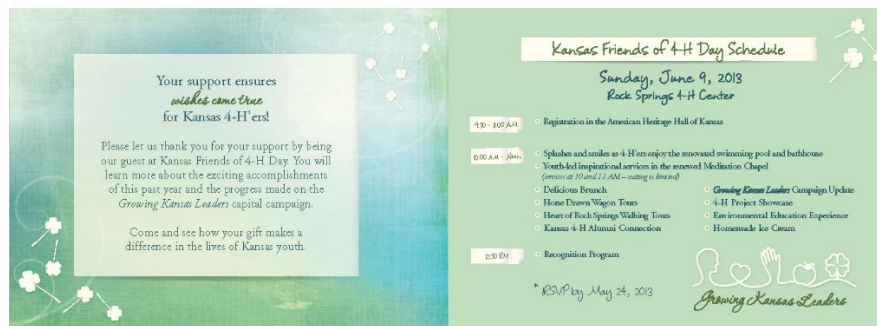 Your support ensures
wishes come true
for Kansas 4-H'ers!
Please let us thank you for your support by being
our guest at Kansas Friends of 4-H Day. You will
learn more about the exciting accomplishments
of this past year and the progress made on the
Growing Kansas Leaders capital campaign.
Come and see how your gift makes a
difference in the lives of Kansas youth.
Kansas Friends of 4-H Day Schedule
Sunday, June 9, 2013
Rock Springs 4-H Center
Registration in the American Heritage Hall of Kansas
Splashes and smiles as 4-H'ers enjoy the renovated swimming pool and bathhouse
Youth-led inspirational services in the renewed Meditation Chapel
(services at 10 and 11 AM – seating is limited)
Delicious Brunch
Horse Drawn Wagon Tours
Heart of Rock Springs Walking Tours
Kansas 4-H Alumni Connection
Growing Kansas Leaders Campaign Update
4-H Project Showcase
Environmental Education Experience
Homemade Ice Cream
12:30 PM
Recognition Program
* RSVP by May 24, 2013
Growing Kansas Leaders